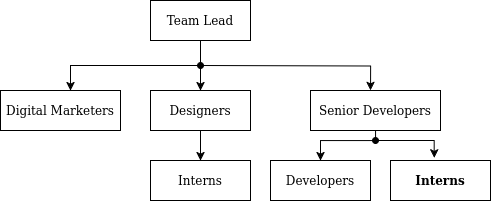 Team Lead
Digital Marketers
Designers
Senior Developers
Interns
Developers
Interns